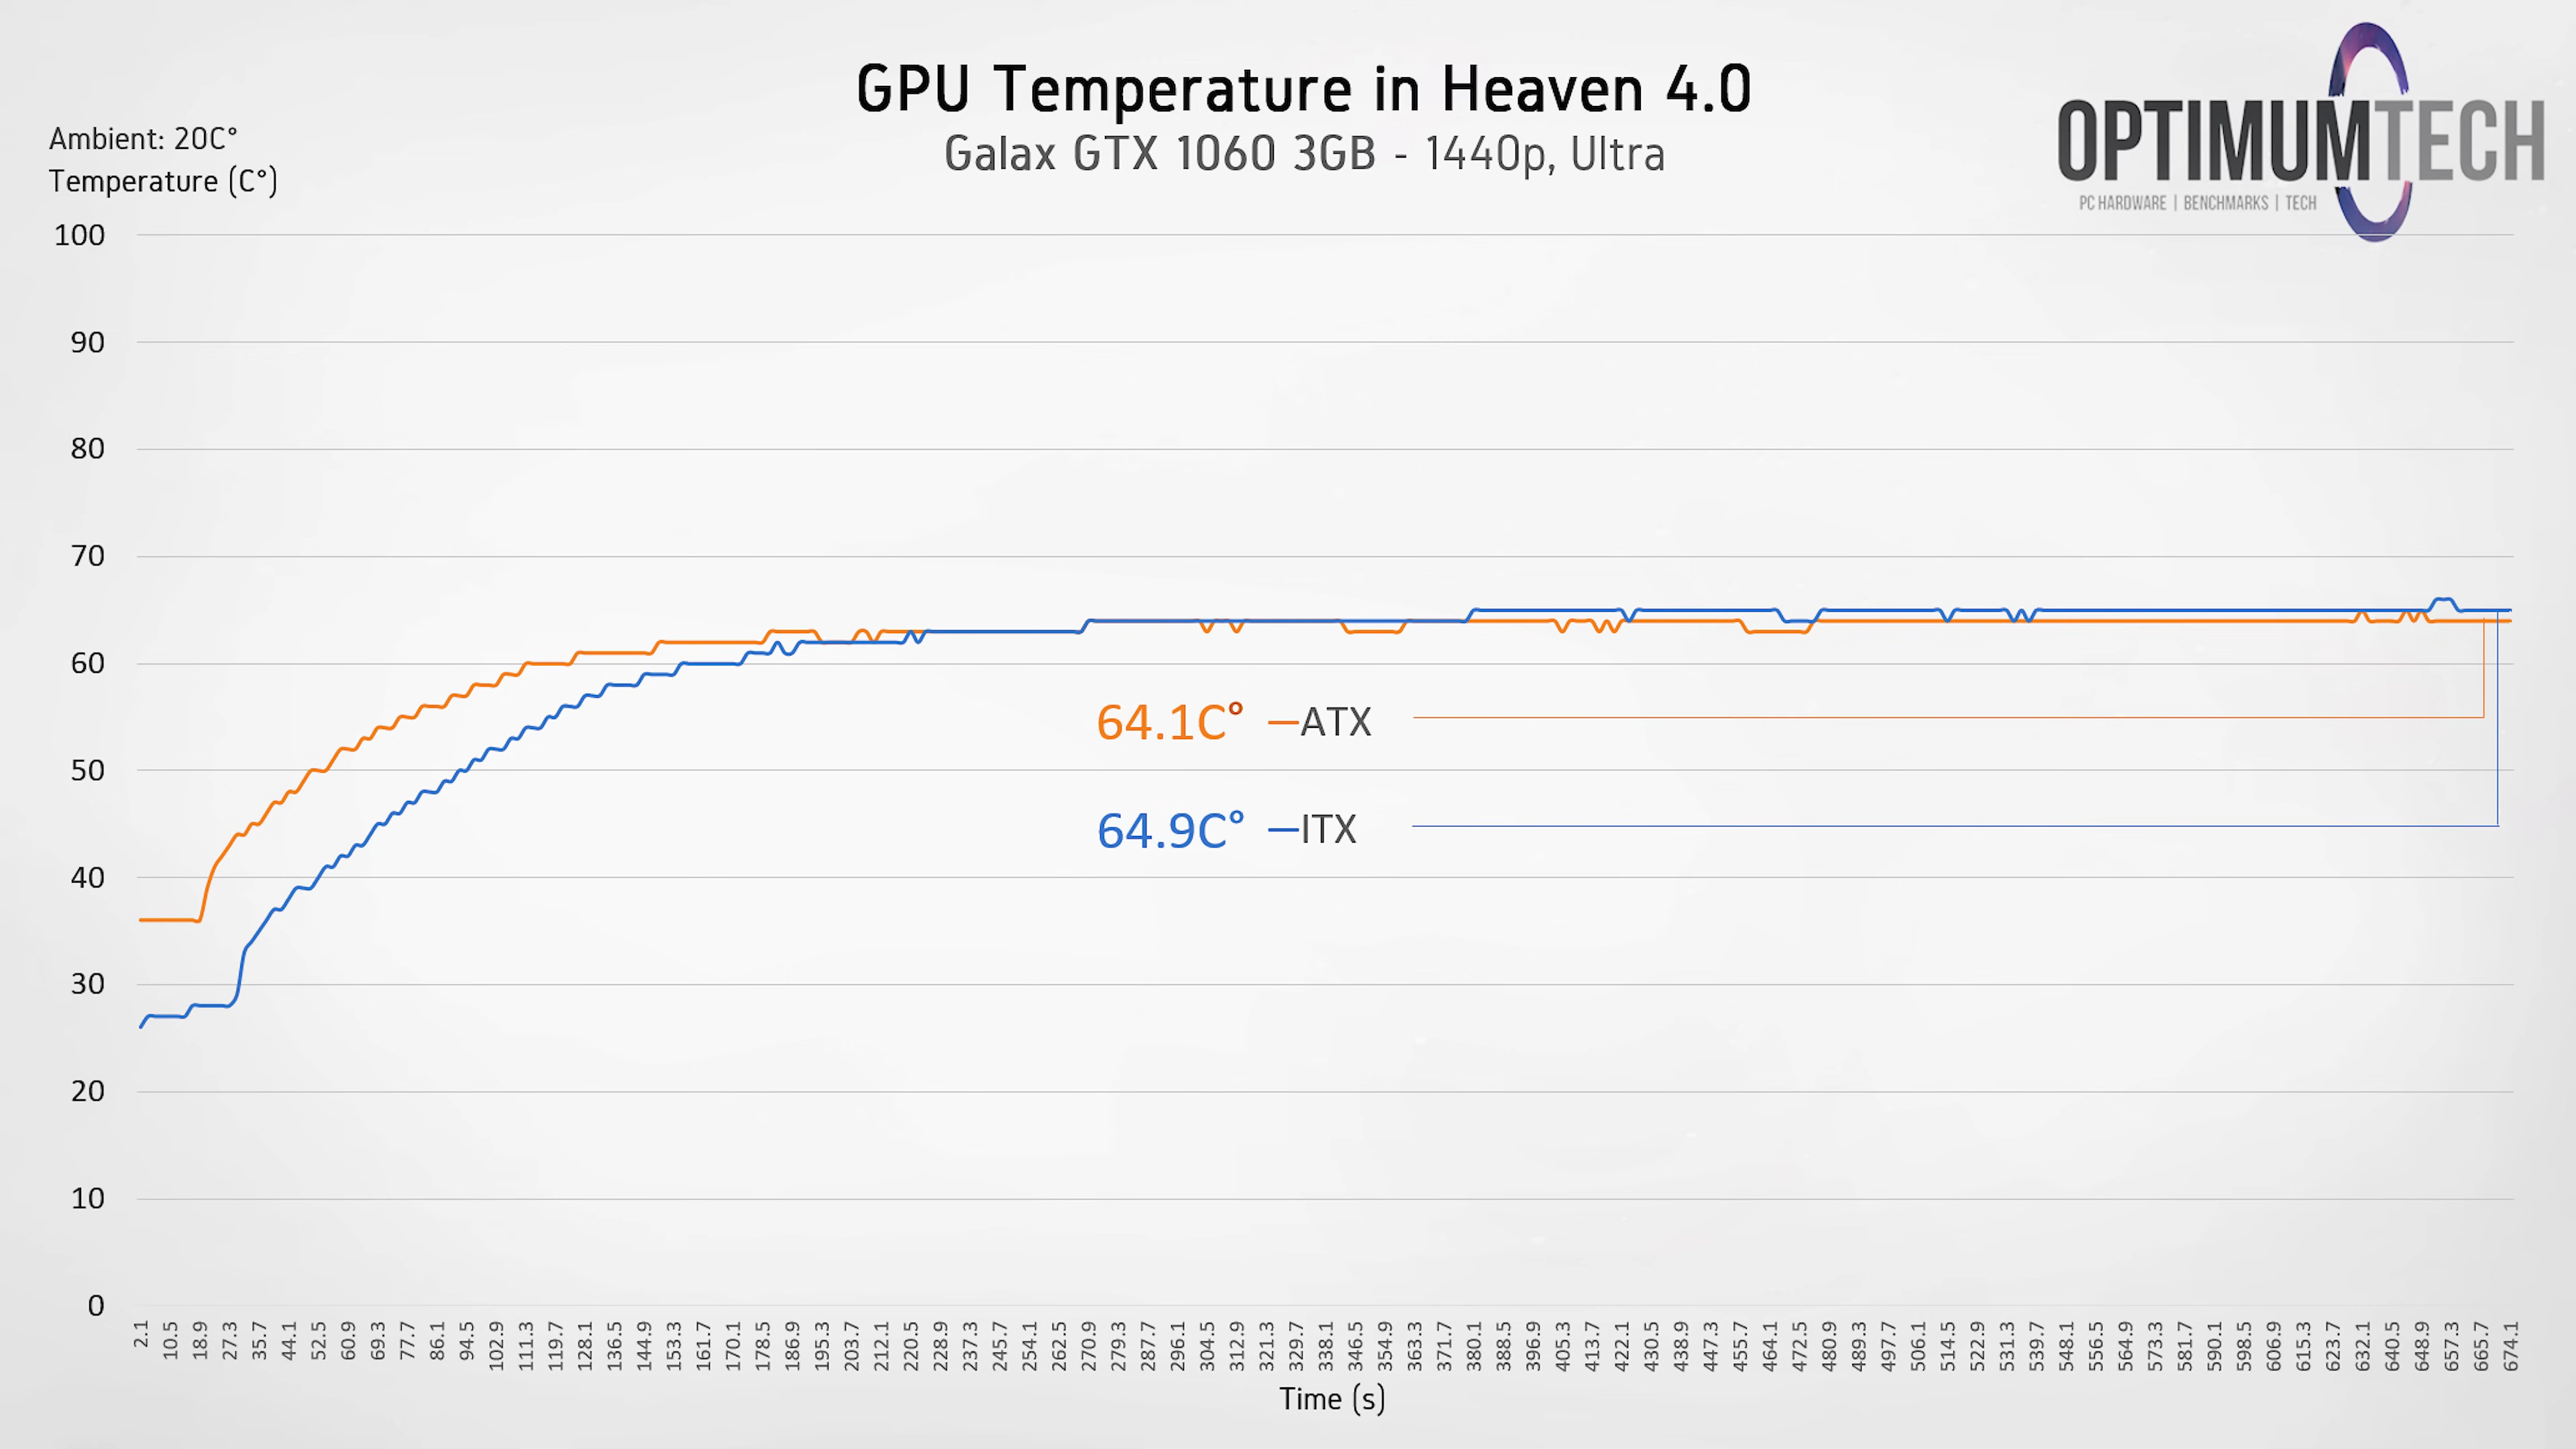 GPU Temperature in Heaven 4.0
Galax GTX 1060 3GB - 1440p, Ultra
OPTIMUMTECH
PC HARDWARE | BENCHMARKS | TECH
Ambient: 20C°
Temperature (C°)
100
90
80
70
60
50
40
30
20
10
0
64.1C° ATX
64.9C° ITX
2.1 10.5 18.9 27.3 35.7 44.1 52.5 60.9 69.3 77.7 86.1 94.5 102.9 111.3 119.7 128.1 136.5 144.9 153.3 161.7 170.1 178.5 186.9 195.3 203.7 212.1 220.5 228.9 237.3 245.7 254.1 262.5 270.9 279.3 287.7 296.1 304.5 312.9 321.3 329.7 338.1 346.5 354.9 363.3 371.7 380.1 388.5 396.9 405.3 413.7 422.1 430.5 438.9 447.3 455.7 464.1 472.5 480.9 489.3 497.7 506.1 514.5 522.9 531.3 539.7 548.1 556.5 564.9 573.3 581.7 590.1 598.5 606.9 615.3 623.7 632.1 640.5 648.9 657.3 665.7 674.1
Time (s)